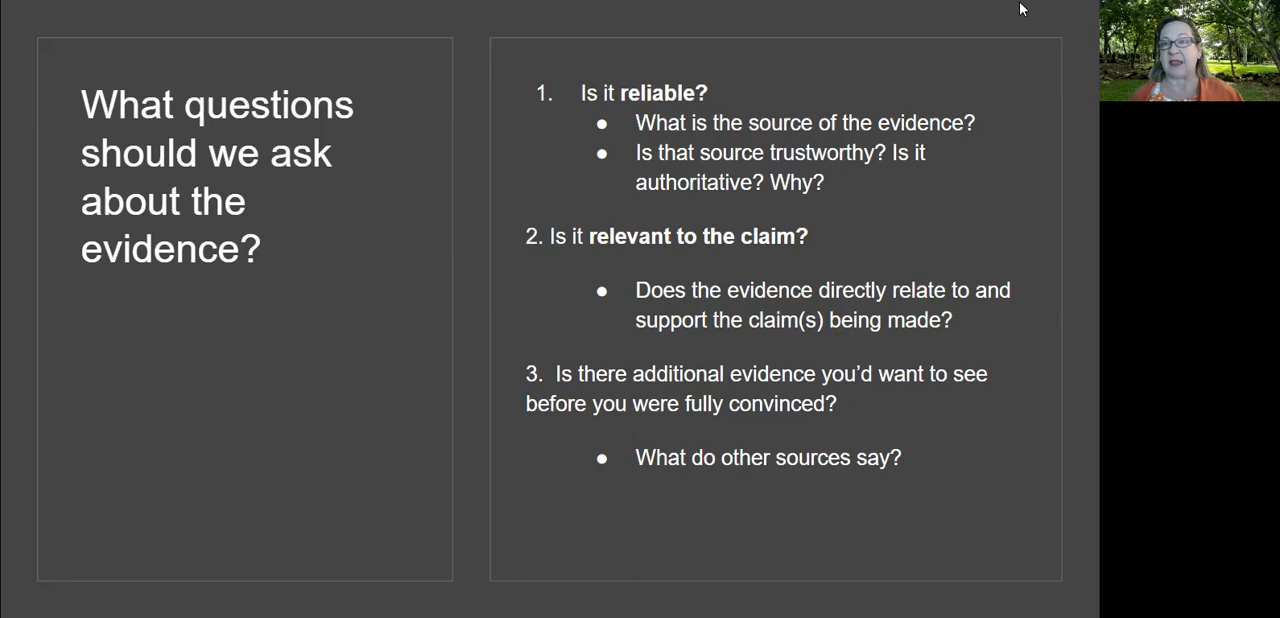 What questions
should we ask
about the
evidence?
1. Is it reliable?
● What is the source of the evidence?
● Is that source trustworthy? Is it
authoritative? Why?
2. Is it relevant to the claim?
● Does the evidence directly relate to and
support the claim(s) being made?
3. Is there additional evidence you’d want to see
before you were fully convinced?
● What do other sources say?